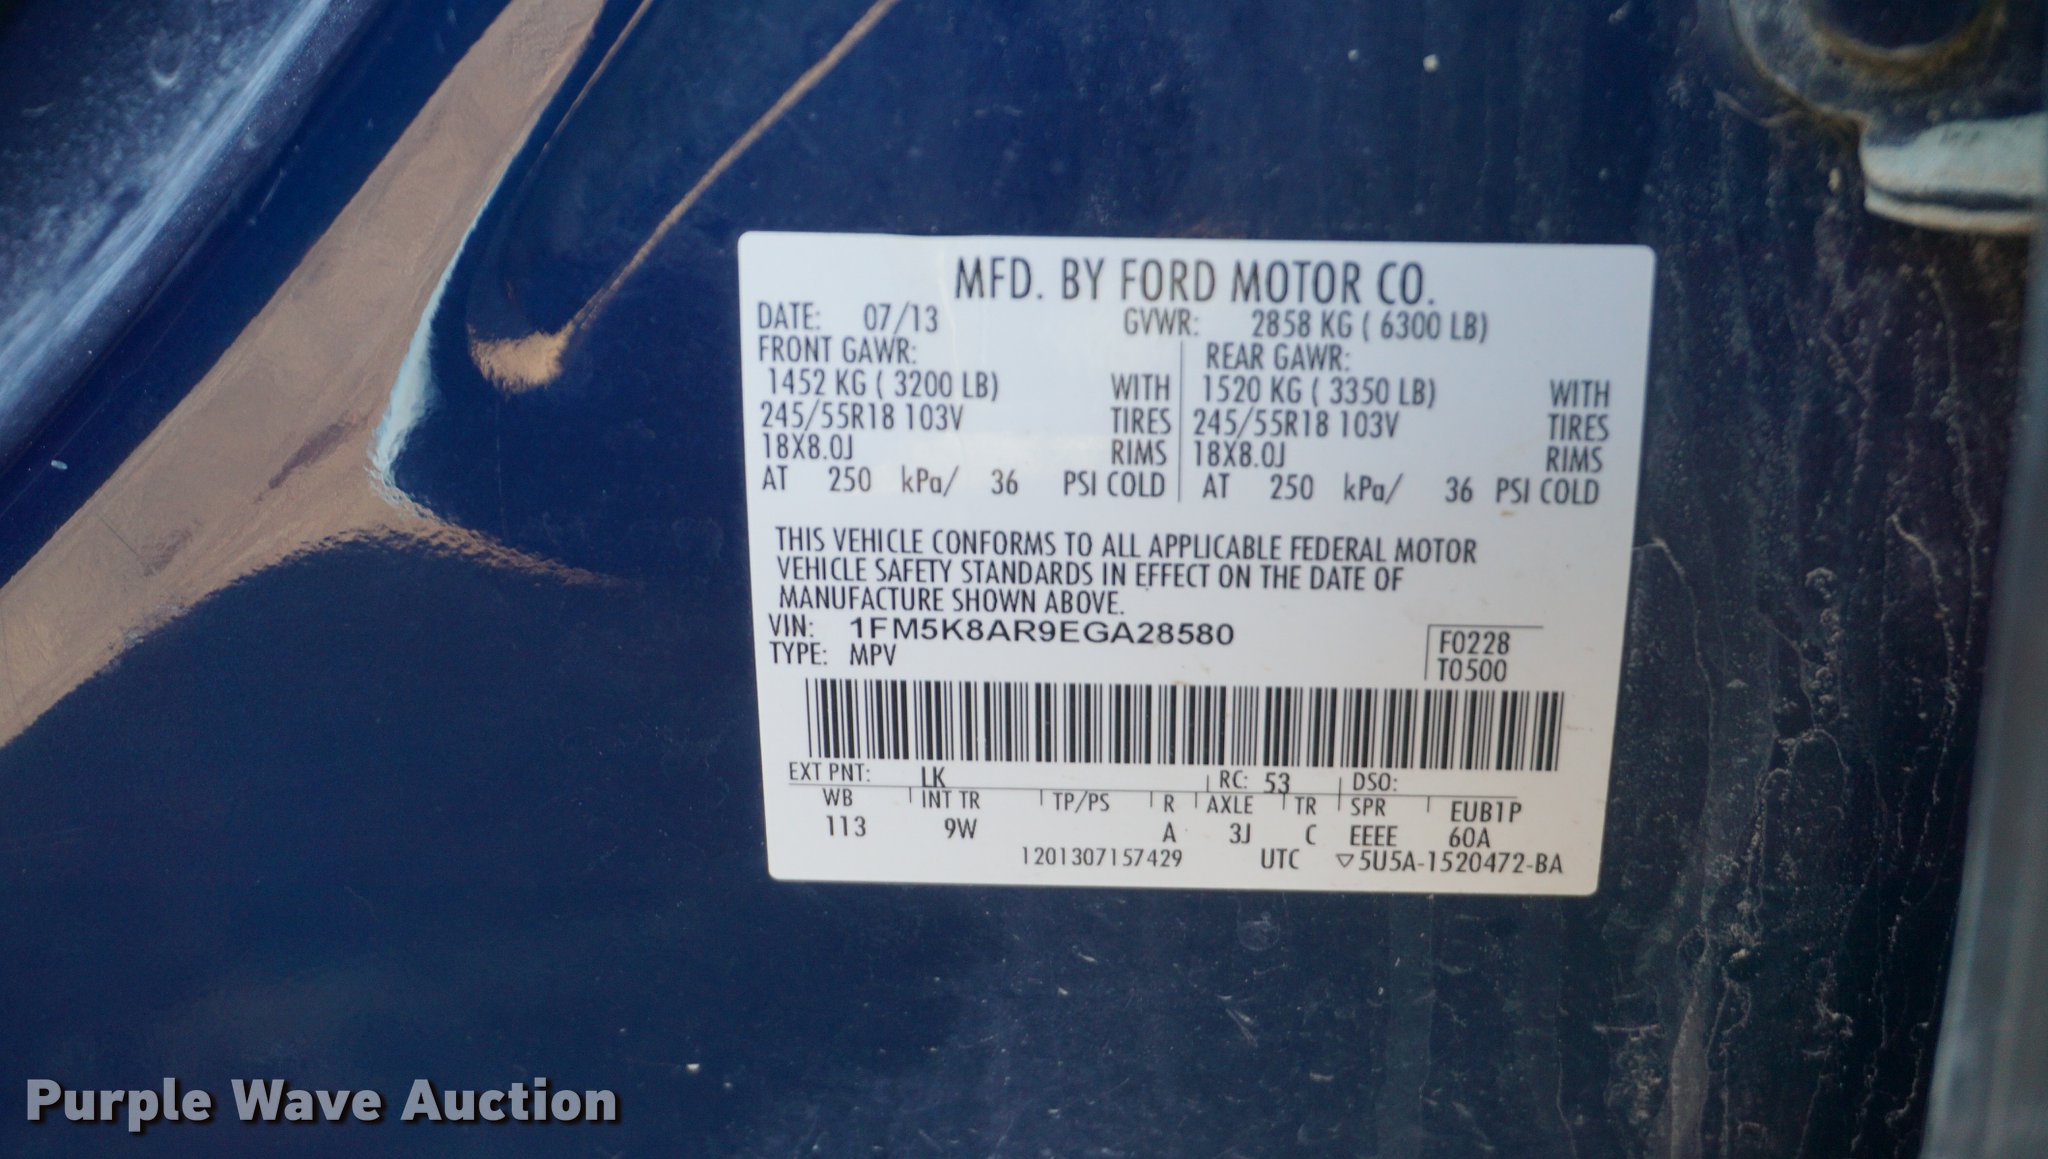 MFD. BY FORD MOTOR CO.
DATE: 07/13 GVWR: 2858 KG ( 6300 LB)
FRONT GAWR: REAR GAWR:
1452 KG ( 3200 LB) WITH 1520 KG ( 3350 LB) WITH
245/55R18 103V TIRES 245/55R18 103V TIRES
18X8.0J RIMS 18X8.0J RIMS
AT 250 kPa/ 36 PSI COLD AT 250 kPa/ 36 PSI COLD
THIS VEHICLE CONFORMS TO ALL APPLICABLE FEDERAL MOTOR
VEHICLE SAFETY STANDARDS IN EFFECT ON THE DATE OF
MANUFACTURE SHOWN ABOVE.
VIN: 1FM5K8AR9EGA28580 F0228
TYPE: MPV T0500
EXT PNT: LK RC: 53 DSO:
WB INT TR TP/PS R AXLE TR SPR EUB1P
113 9W A 3J C EEEE 60A
1201307157429 UTC ▽5U5A-1520472-BA
Purple Wave Auction